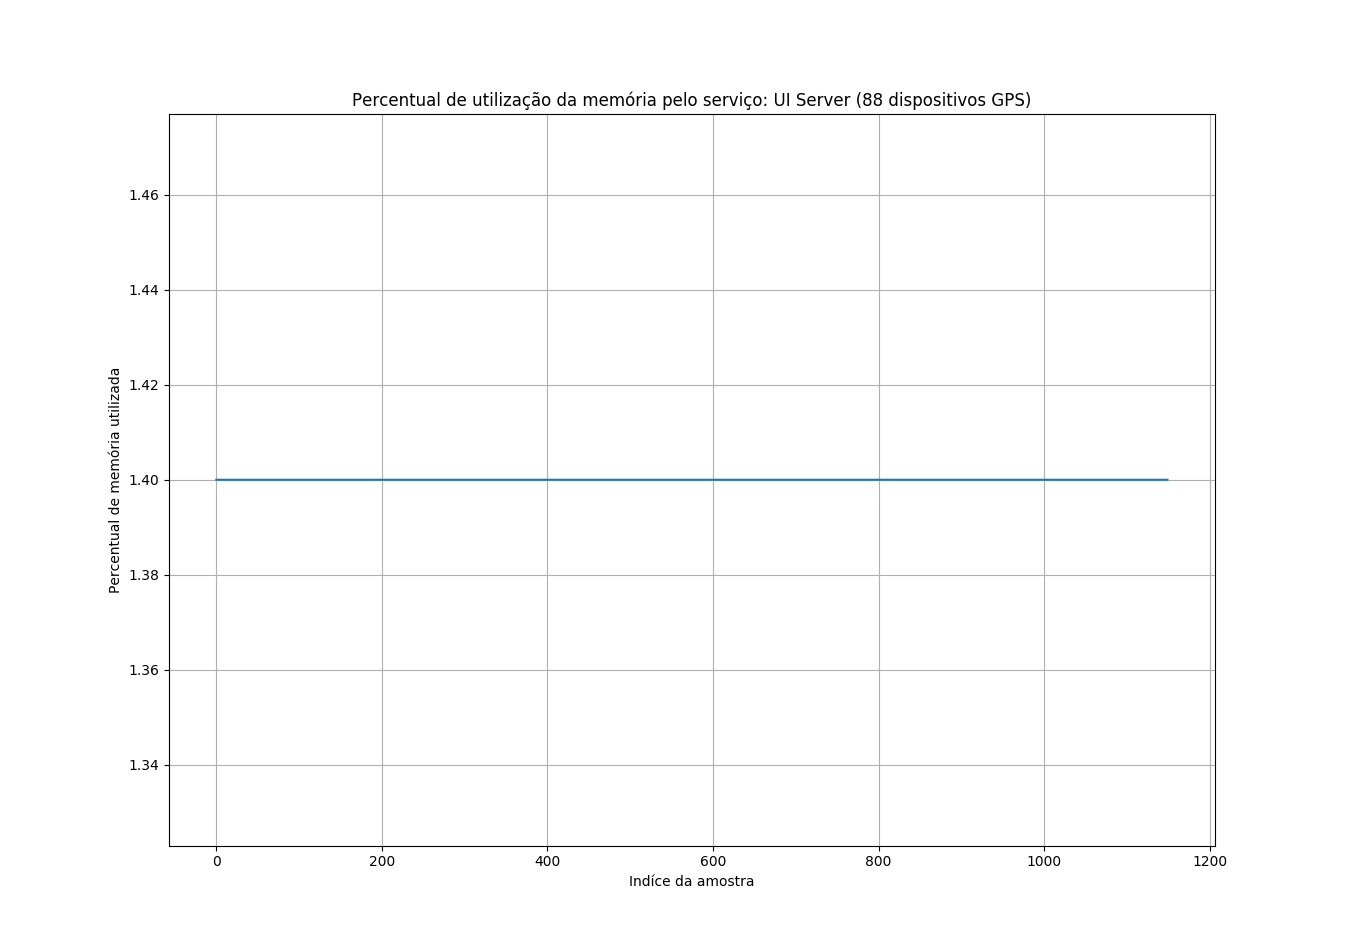 Percentual de utilização da memória pelo serviço: UI Server (88 dispositivos GPS)
Percentual de memória utilizada
1.46
1.44
1.42
1.40
1.38
1.36
1.34
0 200 400 600 800 1000 1200
Indíce da amostra